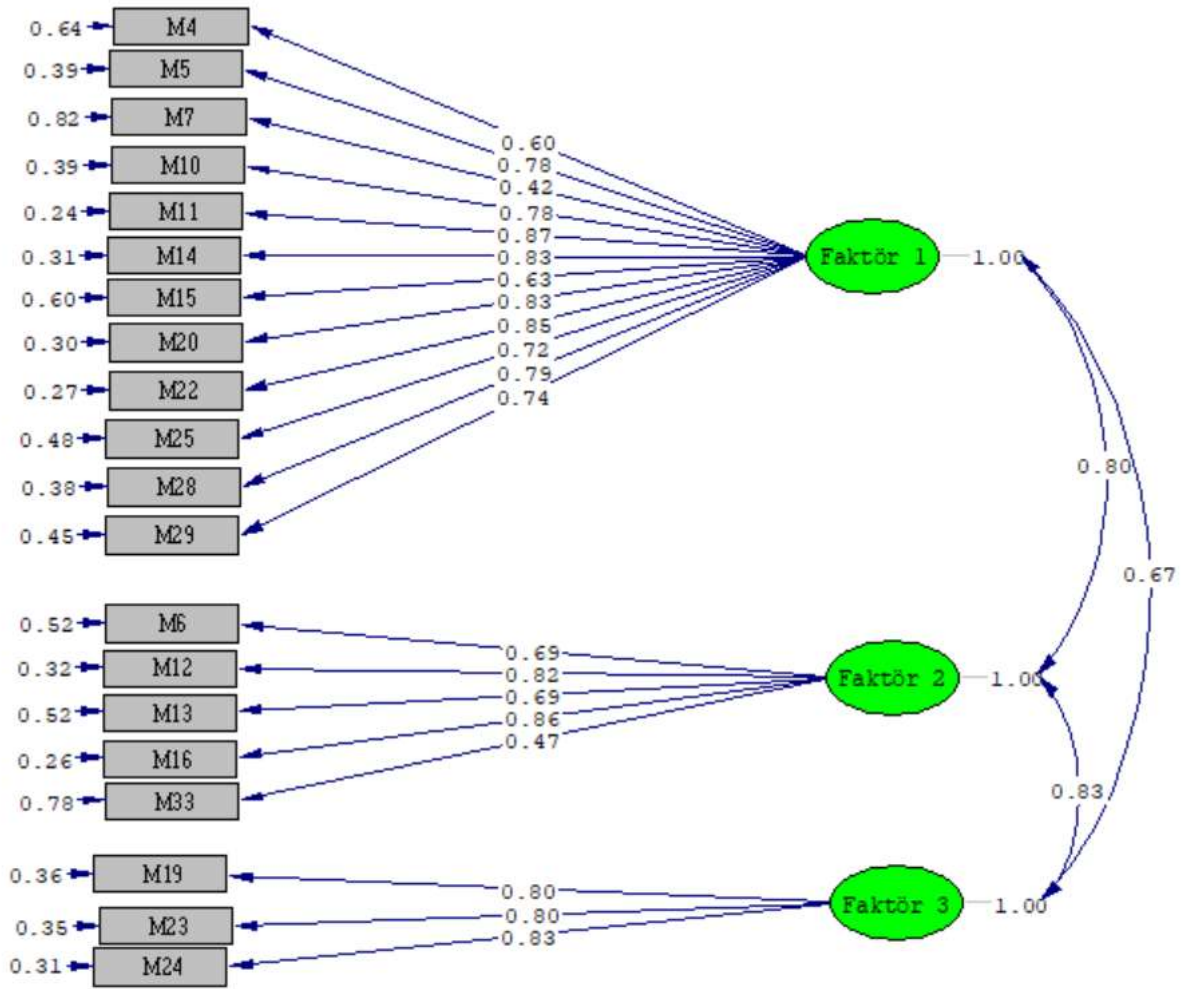 0.64 M4
0.39 M5
0.82 M7
0.39 M10
0.24 M11
0.31 M14
0.60 M15
0.30 M20
0.27 M22
0.48 M25
0.38 M28
0.45 M29
0.60
0.78
0.42
0.78
0.87
0.83
0.63
0.83
0.85
0.72
0.79
0.74
Faktör 1 1.00
0.80
0.67
0.52 M6
0.32 M12
0.52 M13
0.26 M16
0.78 M33
0.69
0.82
0.69
0.86
0.47
Faktör 2 1.00
0.83
0.36 M19
0.35 M23
0.31 M24
0.80
0.80
0.83
Faktör 3 1.00